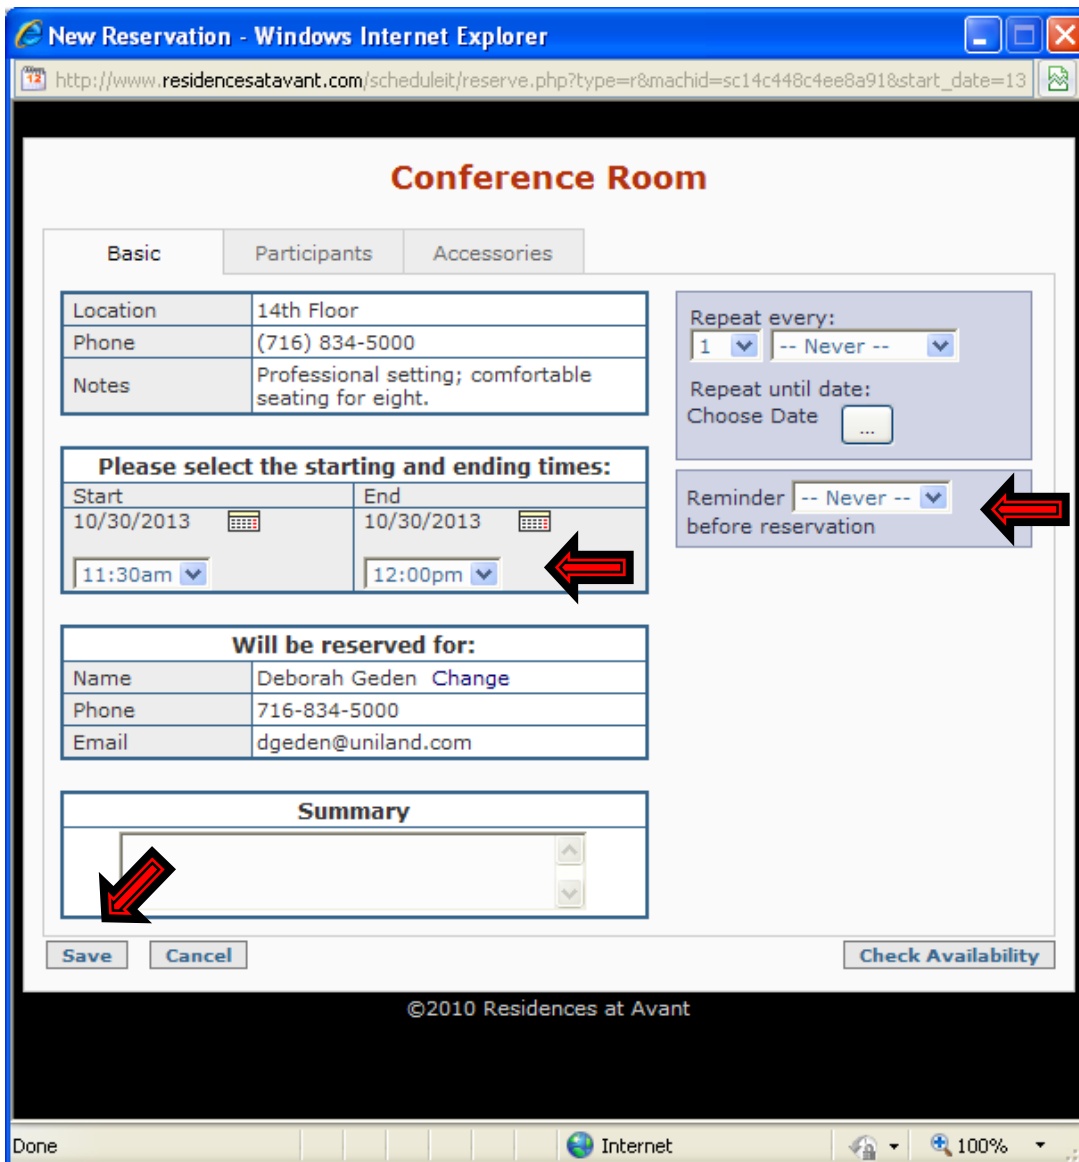 New Reservation - Windows Internet Explorer
http://www.residencesatavant.com/scheduleit/reserve.php?type=r&machid=sc14c448c4ee8a91&start_date=13
Conference Room
Basic Participants Accessories
Location 14th Floor
Phone (716) 834-5000
Notes Professional setting; comfortable
seating for eight.
Repeat every:
1 -- Never --
Repeat until date:
Choose Date ...
Please select the starting and ending times:
Start End
10/30/2013 10/30/2013
11:30am 12:00pm
Reminder -- Never --
before reservation
Will be reserved for:
Name Deborah Geden Change
Phone 716-834-5000
Email dgeden@uniland.com
Summary
Save Cancel Check Availability
©2010 Residences at Avant
Done Internet 100%